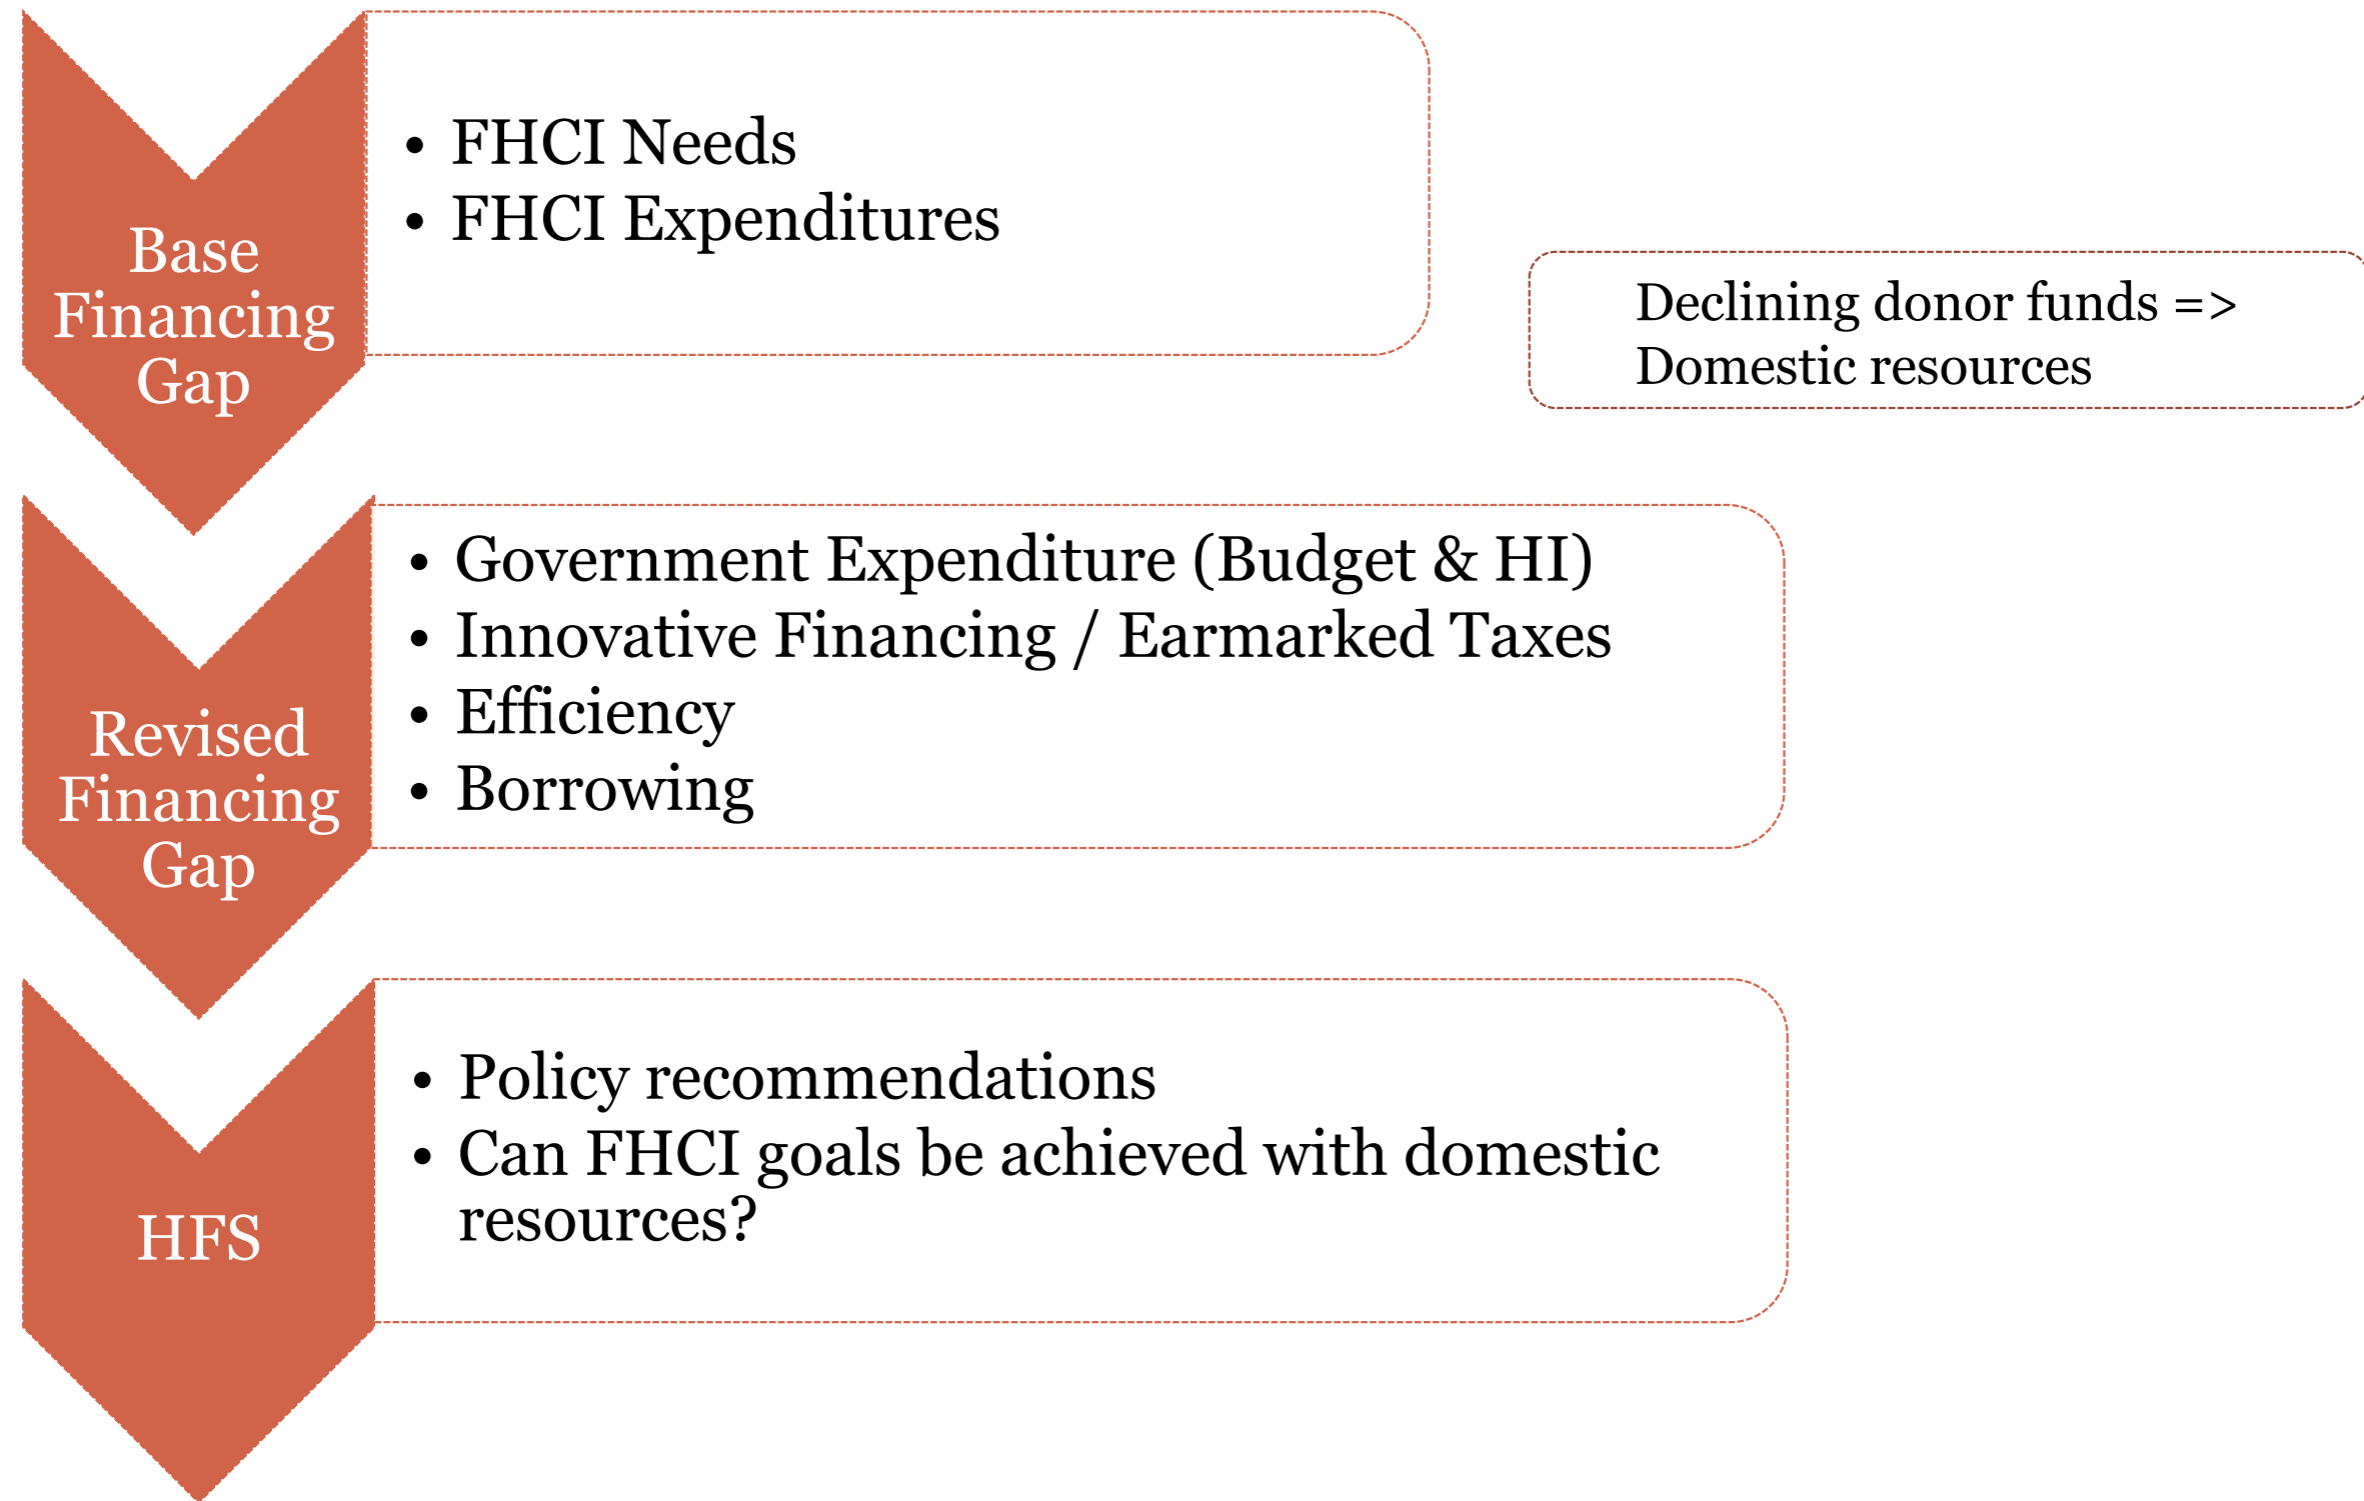 Base
Financing
Gap
• FHCI Needs
• FHCI Expenditures
Declining donor funds =>
Domestic resources
Revised
Financing
Gap
• Government Expenditure (Budget & HI)
• Innovative Financing / Earmarked Taxes
• Efficiency
• Borrowing
HFS
• Policy recommendations
• Can FHCI goals be achieved with domestic
resources?